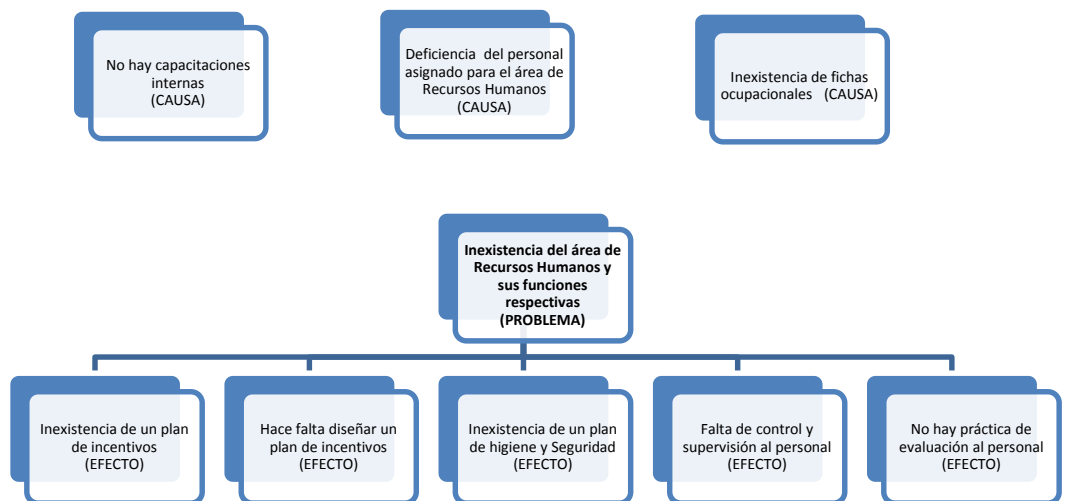 No hay capacitaciones
internas
(CAUSA)
Deficiencia del personal
asignado para el área de
Recursos Humanos
(CAUSA)
Inexistencia de fichas
ocupacionales (CAUSA)
Inexistencia del área de
Recursos Humanos y
sus funciones
respectivas
(PROBLEMA)
Inexistencia de un plan
de incentivos
(EFECTO)
Hace falta diseñar un
plan de incentivos
(EFECTO)
Inexistencia de un plan
de higiene y Seguridad
(EFECTO)
Falta de control y
supervisión al personal
(EFECTO)
No hay práctica de
evaluación al personal
(EFECTO)